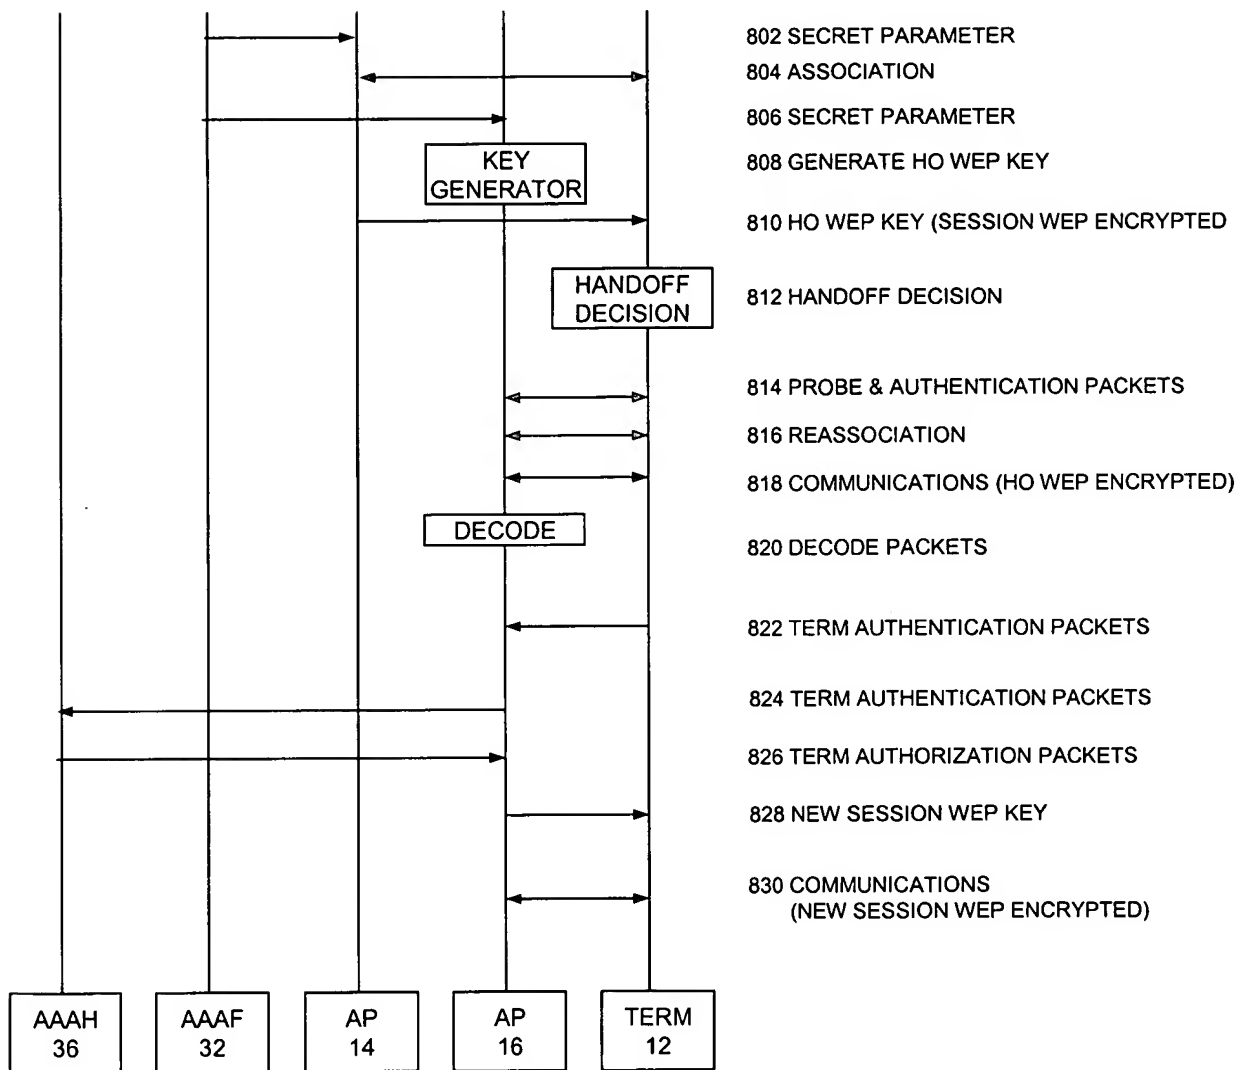 802 SECRET PARAMETER
804 ASSOCIATION
806 SECRET PARAMETER
KEY
GENERATOR
808 GENERATE HO WEP KEY
810 HO WEP KEY (SESSION WEP ENCRYPTED
HANDOFF
DECISION
812 HANDOFF DECISION
814 PROBE & AUTHENTICATION PACKETS
816 REASSOCIATION
818 COMMUNICATIONS (HO WEP ENCRYPTED)
DECODE
820 DECODE PACKETS
822 TERM AUTHENTICATION PACKETS
824 TERM AUTHENTICATION PACKETS
826 TERM AUTHORIZATION PACKETS
828 NEW SESSION WEP KEY
830 COMMUNICATIONS
(NEW SESSION WEP ENCRYPTED)
AAAH
36
AAAF
32
AP
14
AP
16
TERM
12